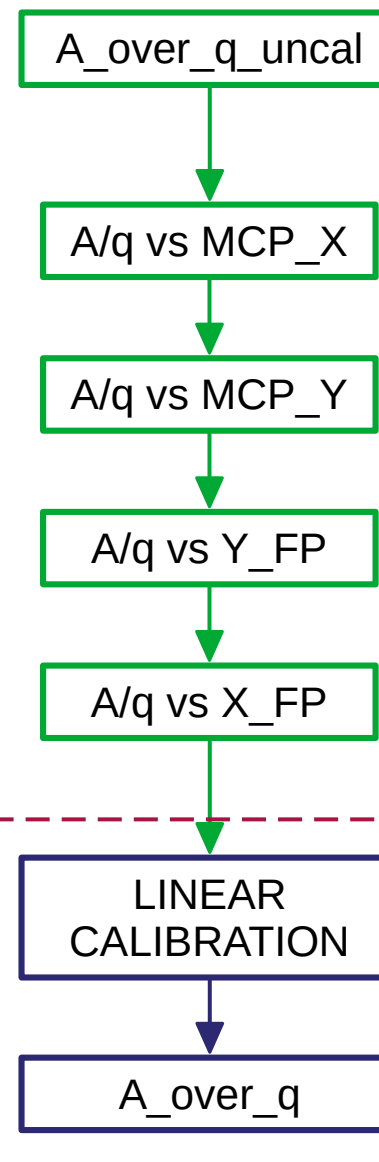 A_over_q_uncal
A/q vs MCP_X
A/q vs MCP_Y
A/q vs Y_FP
A/q vs X_FP
LINEAR
CALIBRATION
A_over_q